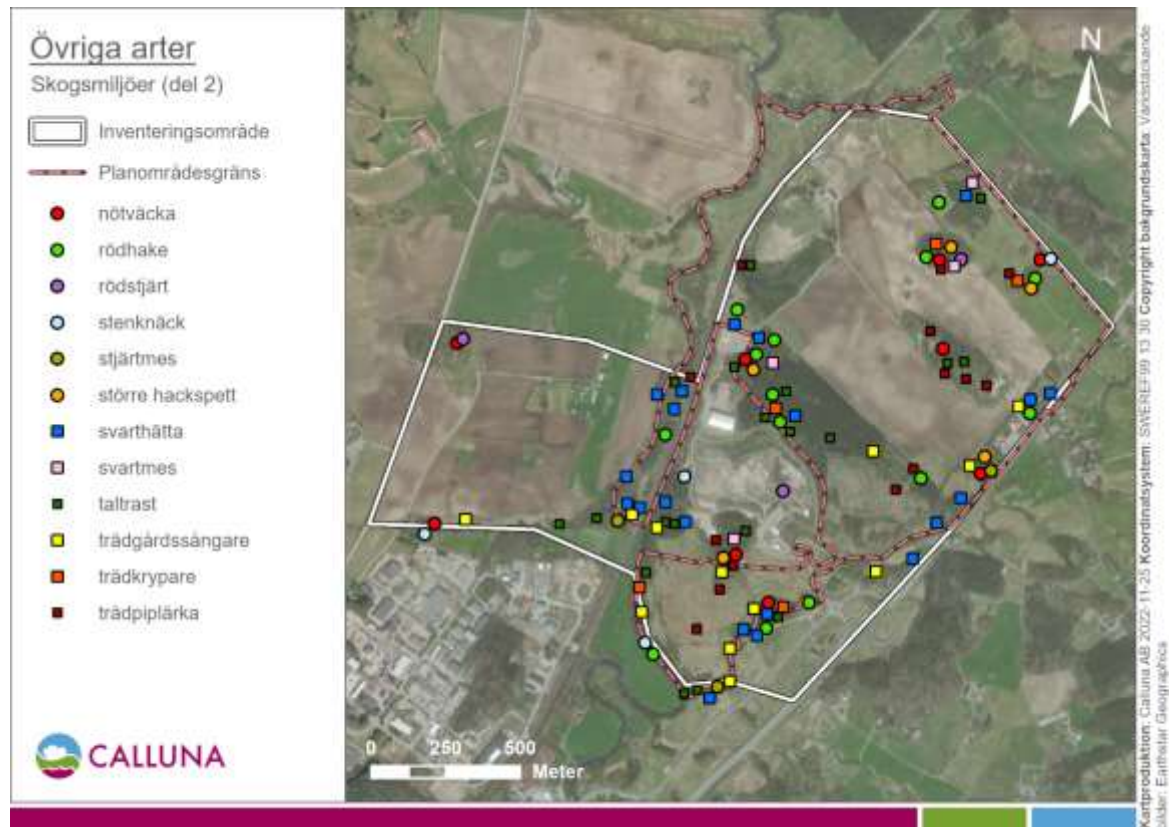 Övriga arter
Skogsmiljöer (del 2)
Inventeringsområde
Planområdesgräns
nötväcka
rödhake
rödstjärt
stenknäck
stjärtmes
större hackspett
svarthätta
svartmes
taltrast
trädgårdssångare
trädkrypare
trädpiplärka
CALLUNA
N
0 250 500
Meter
Kartproduktion: Calluna AB 2022-11-25 Koordinatsystem: SWEREF99 13 30 Copyright bakgrundskarta Världstäckande
bilder: Earthstar Geographics